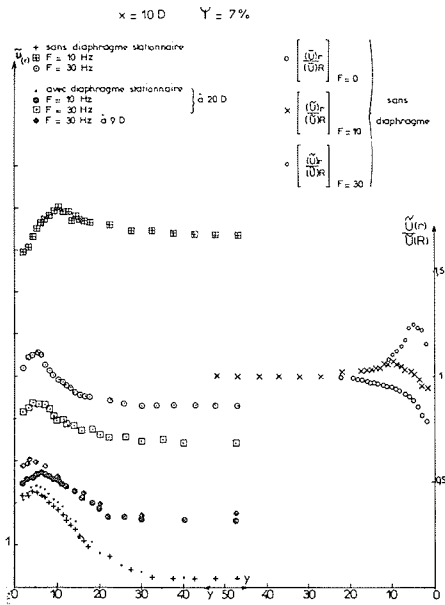 x = 10 D   Ψ = 7%
ũ(r)
+ sans diaphragme stationnaire
F = 10 Hz
F = 30 Hz
avec diaphragme stationnaire
F = 10 Hz
F = 30 Hz
à 20 D
F = 30 Hz à 9 D
[(Ū)r / (Ū)R] F = 0
[(Ũ)r / (Ũ)R] F = 10
[(Ũ)r / (Ũ)R] F = 30
sans diaphragme
Ũ(r) / Ũ(R)
1,5
1
0,5
1
0 10 20 30 40 50 40 30 20 10 0
y y